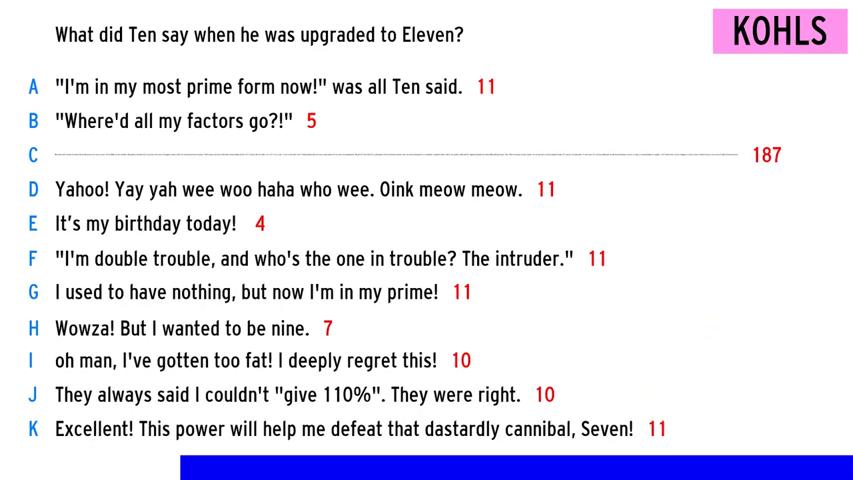 KOHLS
What did Ten say when he was upgraded to Eleven?
A "I'm in my most prime form now!" was all Ten said. 11
B "Where'd all my factors go?!" 5
C 187
D Yahoo! Yay yah wee woo haha who wee. Oink meow meow. 11
E It's my birthday today! 4
F "I'm double trouble, and who's the one in trouble? The intruder." 11
G I used to have nothing, but now I'm in my prime! 11
H Wowza! But I wanted to be nine. 7
I oh man, I've gotten too fat! I deeply regret this! 10
J They always said I couldn't "give 110%". They were right. 10
K Excellent! This power will help me defeat that dastardly cannibal, Seven! 11